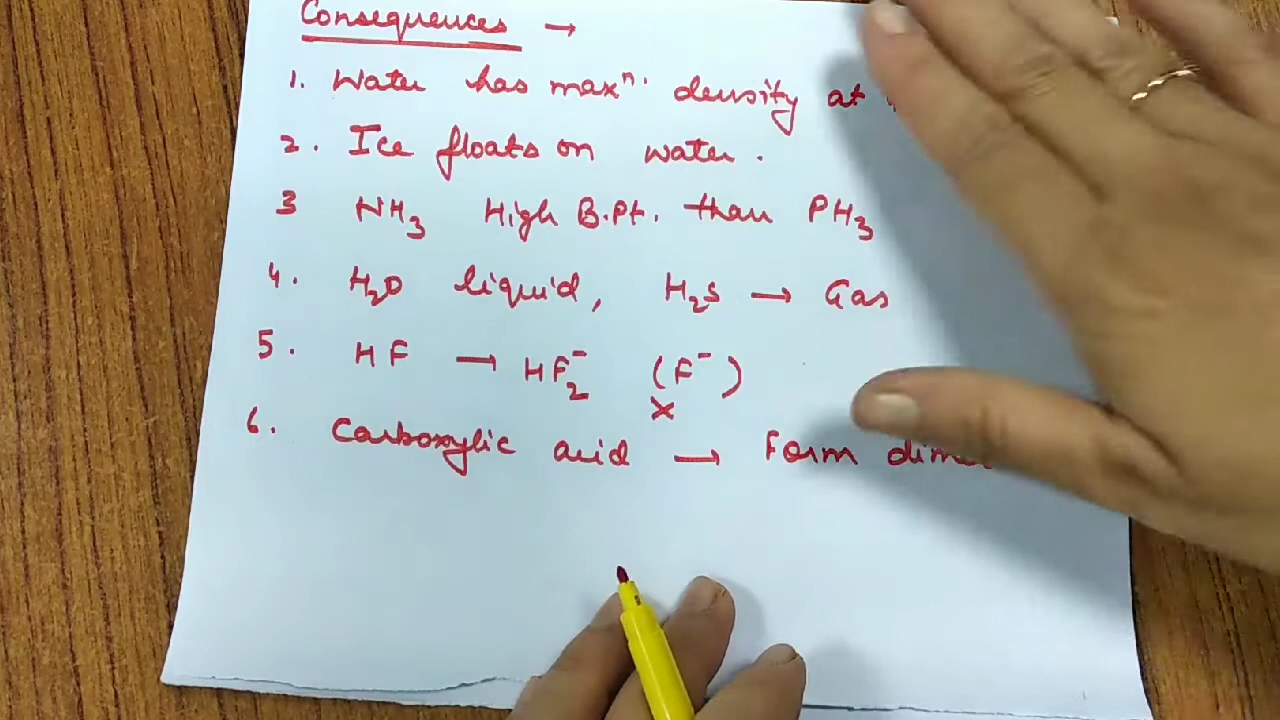 Consequences →
1. Water has maxⁿ. density at
2. Ice floats on water.
3 NH₃ High B.Pt. than PH₃
4. H₂O liquid, H₂S → Gas
5. HF → HF₂⁻ (F⁻)
×
6. Carboxylic acid → Form